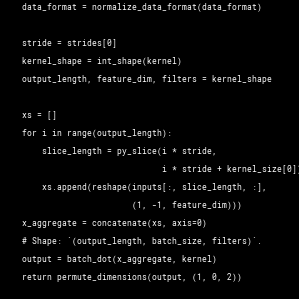 data_format = normalize_data_format(data_format)
stride = strides[0]
kernel_shape = int_shape(kernel)
output_length, feature_dim, filters = kernel_shape
xs = []
for i in range(output_length):
slice_length = py_slice(i * stride,
i * stride + kernel_size[0])
xs.append(reshape(inputs[:, slice_length, :],
(1, -1, feature_dim)))
x_aggregate = concatenate(xs, axis=0)
# Shape: `(output_length, batch_size, filters)`.
output = batch_dot(x_aggregate, kernel)
return permute_dimensions(output, (1, 0, 2))